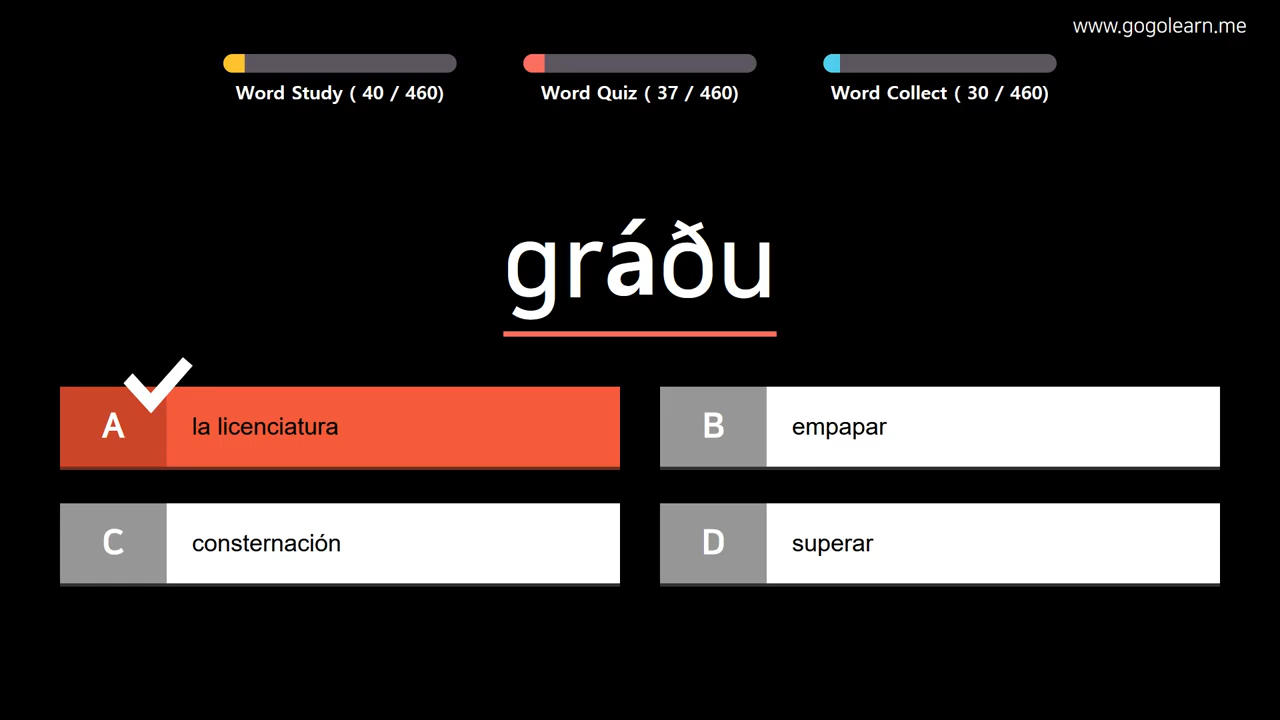 www.gogolearn.me
Word Study ( 40 / 460)
Word Quiz ( 37 / 460)
Word Collect ( 30 / 460)
gráðu
A la licenciatura
B empapar
C consternación
D superar